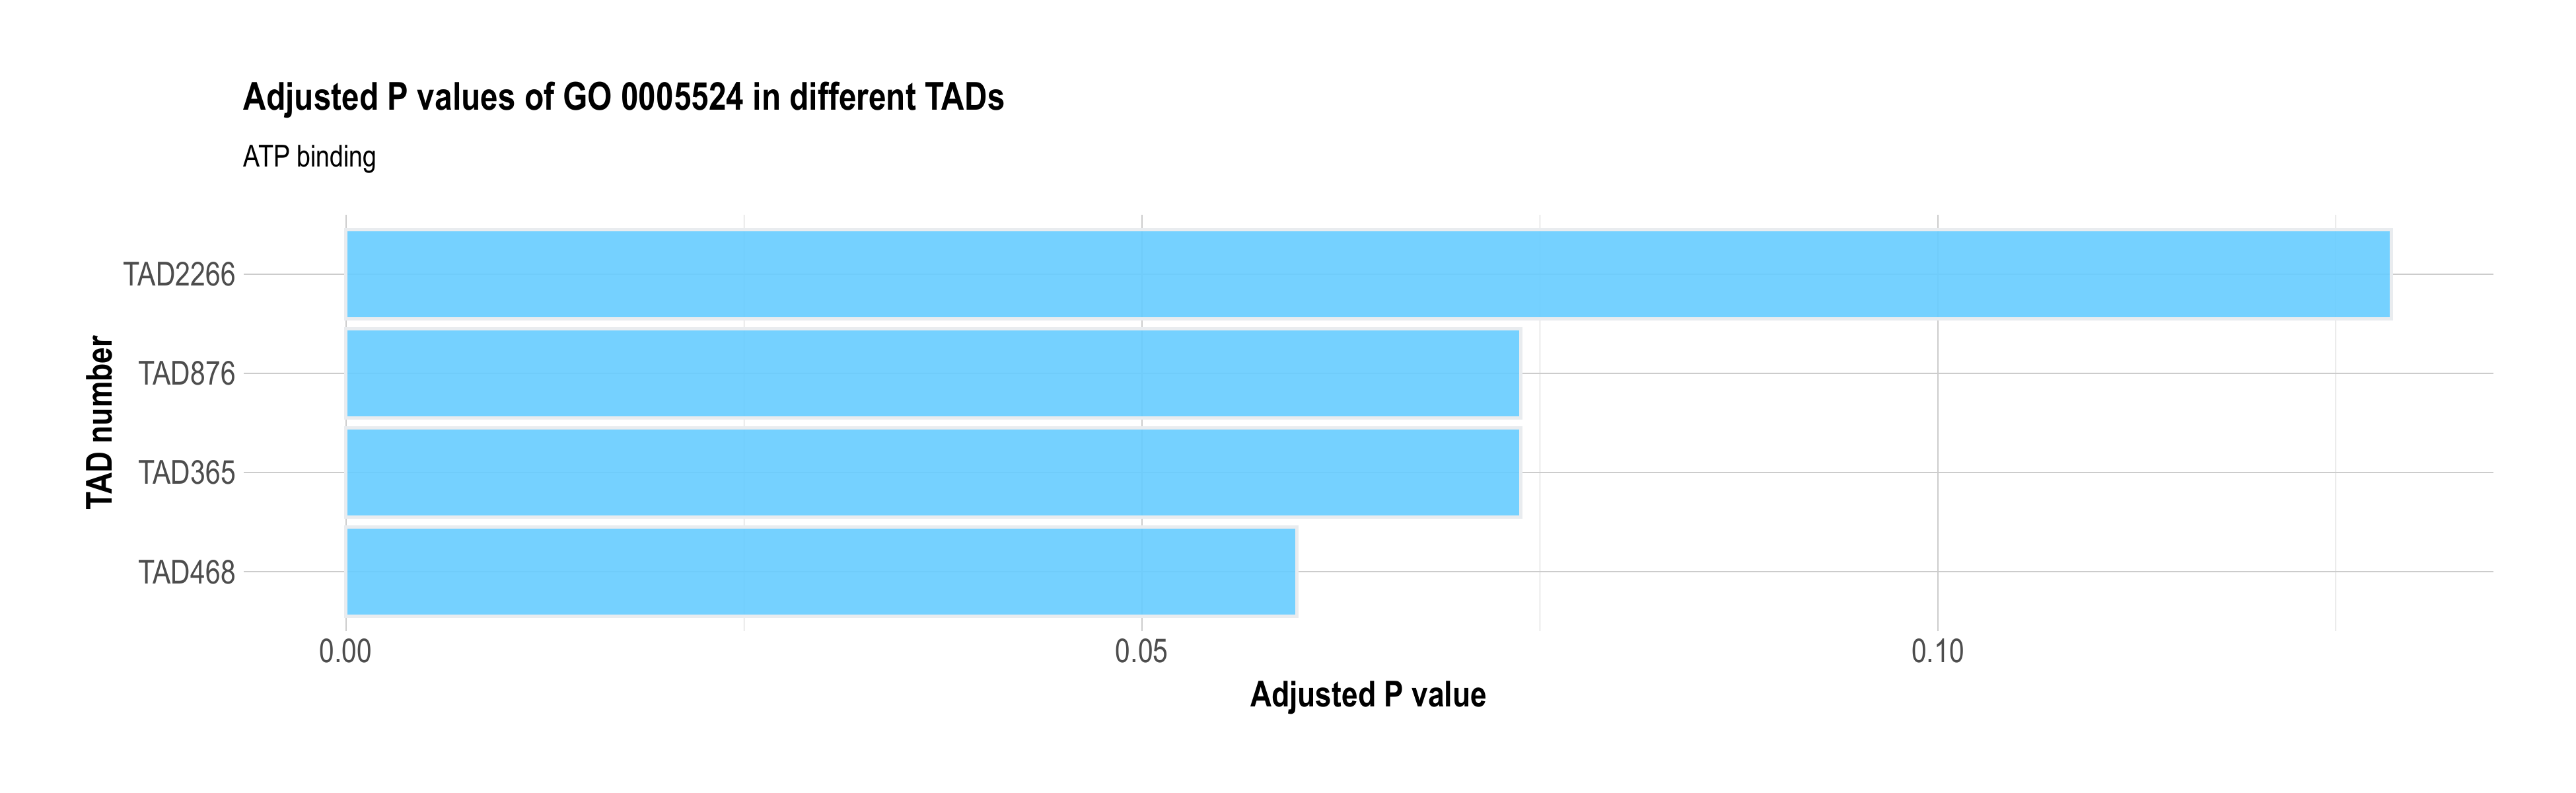 Adjusted P values of GO 0005524 in different TADs
ATP binding
TAD number
TAD2266
TAD876
TAD365
TAD468
0.00
0.05
0.10
Adjusted P value